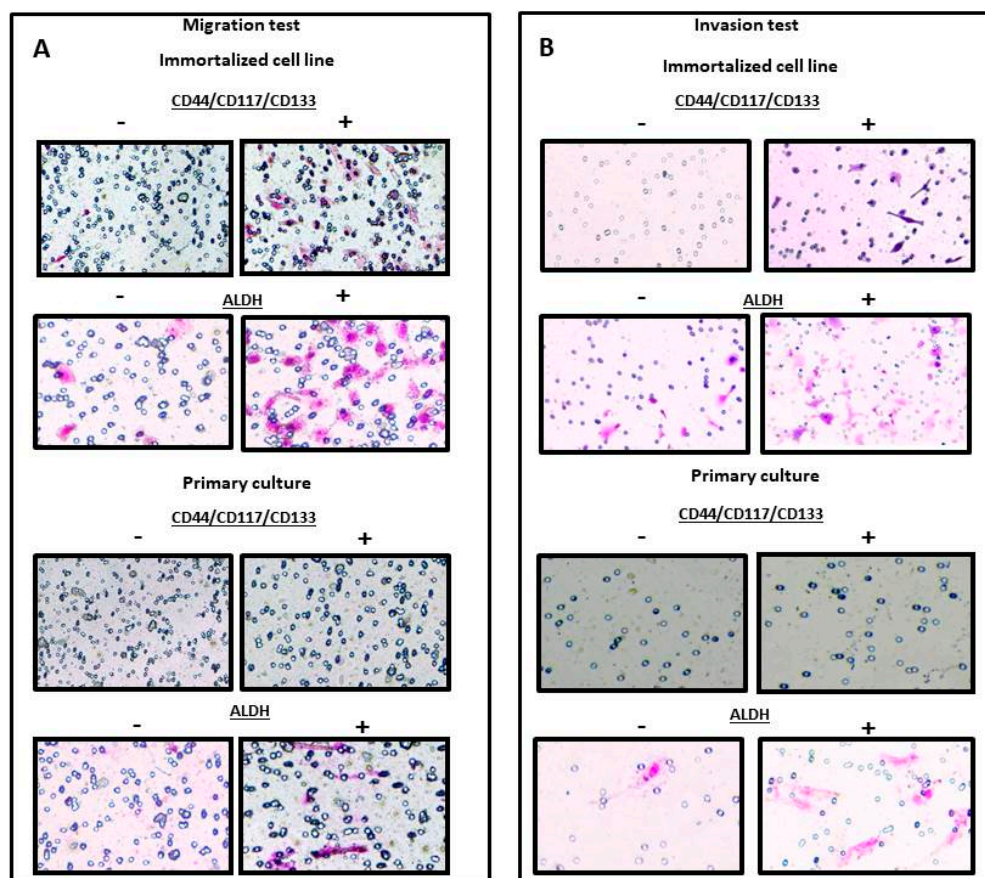 A
Migration test
Immortalized cell line
CD44/CD117/CD133
- +
- ALDH +
Primary culture
CD44/CD117/CD133
- +
ALDH
- +
B
Invasion test
Immortalized cell line
CD44/CD117/CD133
- +
- ALDH +
Primary culture
CD44/CD117/CD133
- +
ALDH
- +